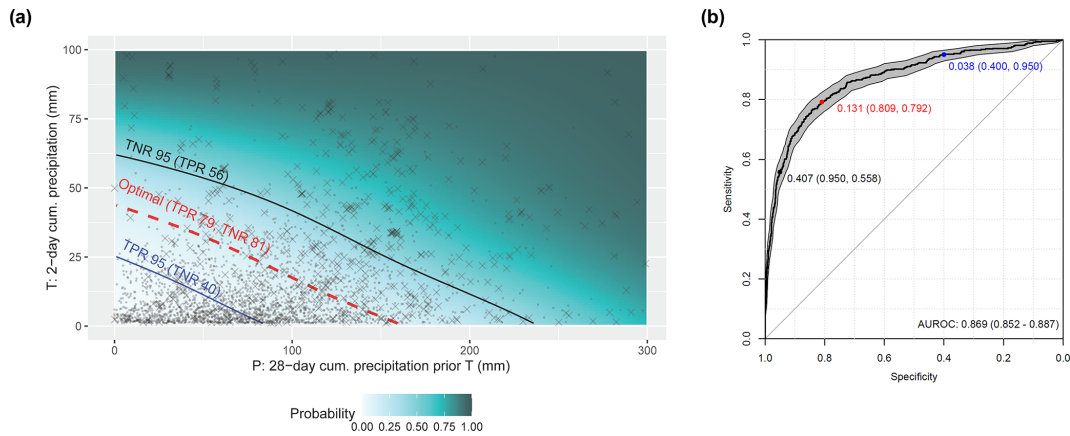 (a)
T: 2−day cum. precipitation (mm)
100
75
50
25
0
TNR 95 (TPR 56)
Optimal (TPR 79, TNR 81)
TPR 95 (TNR 40)
0
100
200
300
P: 28−day cum. precipitation prior T (mm)
Probability
0.00 0.25 0.50 0.75 1.00
(b)
Sensitivity
1.0
0.8
0.6
0.4
0.2
0.0
0.038 (0.400, 0.950)
0.131 (0.809, 0.792)
0.407 (0.950, 0.558)
AUROC: 0.869 (0.852 - 0.887)
1.0
0.8
0.6
0.4
0.2
0.0
Specificity